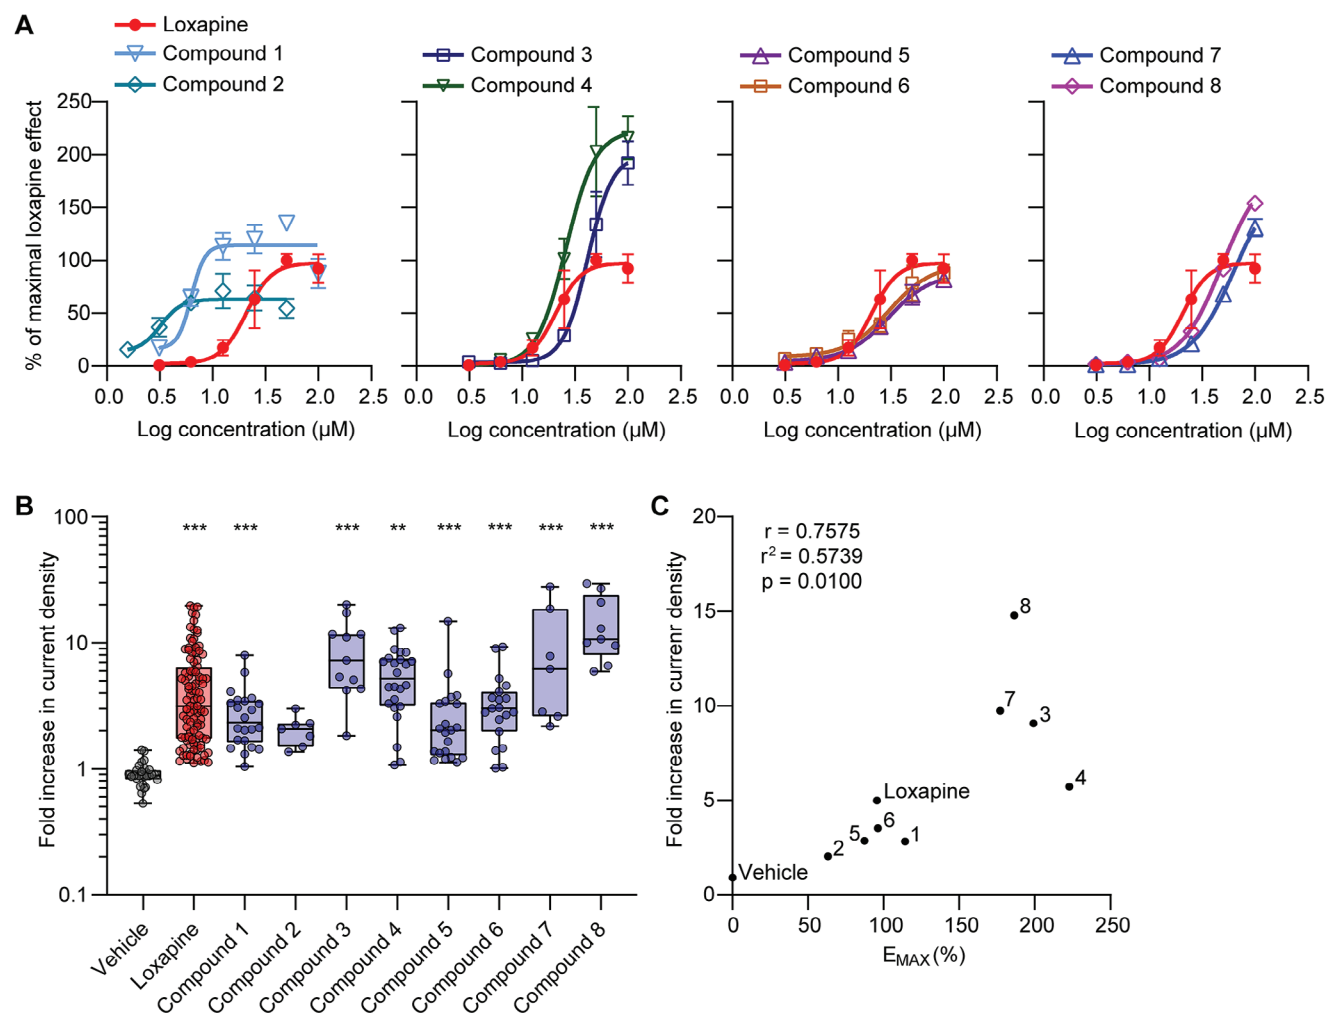 A
Loxapine
Compound 1
Compound 2
Compound 3
Compound 4
Compound 5
Compound 6
Compound 7
Compound 8
% of maximal loxapine effect
250
200
150
100
50
0
0.0 0.5 1.0 1.5 2.0 2.5
0.0 0.5 1.0 1.5 2.0 2.5
0.0 0.5 1.0 1.5 2.0 2.5
0.0 0.5 1.0 1.5 2.0 2.5
Log concentration (µM)
Log concentration (µM)
Log concentration (µM)
Log concentration (µM)
B
Fold increase in current density
100
10
1
0.1
*** *** *** ** *** *** *** ***
Vehicle
Loxapine
Compound 1
Compound 2
Compound 3
Compound 4
Compound 5
Compound 6
Compound 7
Compound 8
C
Fold increase in currenr density
20
15
10
5
0
r = 0.7575
r² = 0.5739
p = 0.0100
8
7
3
4
Loxapine
6
5
1
2
Vehicle
0 50 100 150 200 250
EMAX (%)